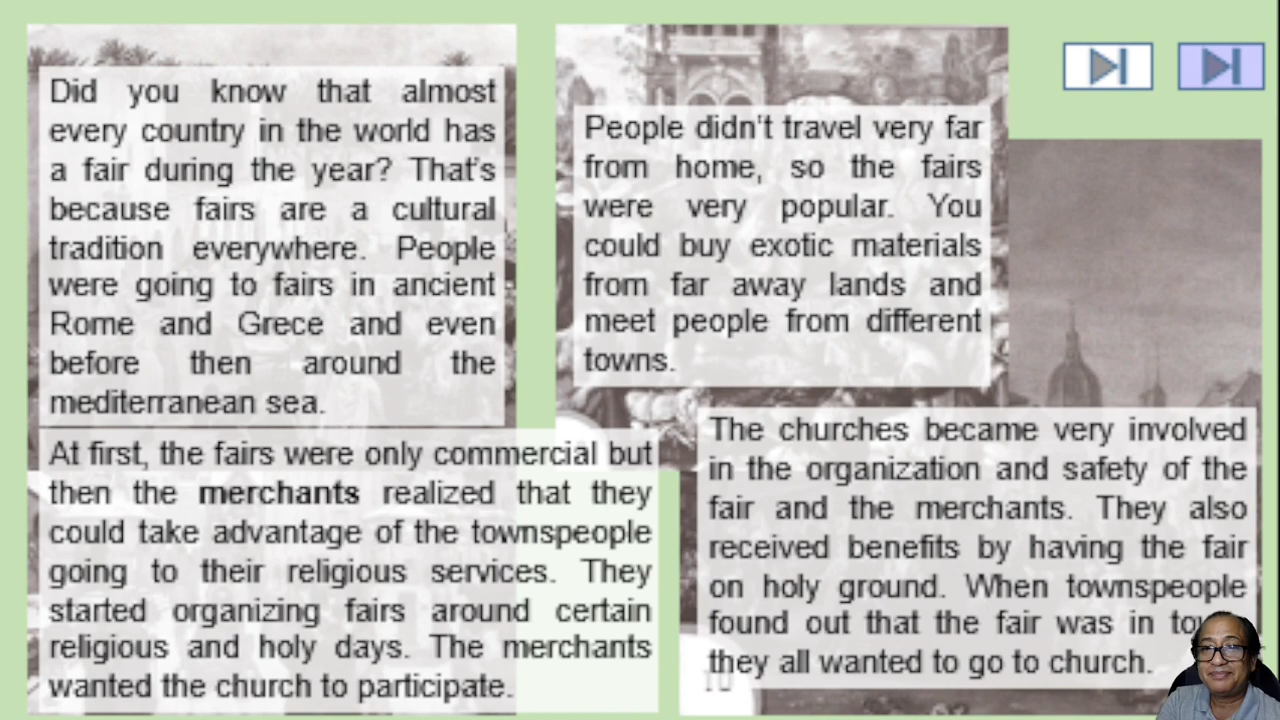 Did you know that almost
every country in the world has
a fair during the year? That's
because fairs are a cultural
tradition everywhere. People
were going to fairs in ancient
Rome and Grece and even
before then around the
mediterranean sea.
At first, the fairs were only commercial but
then the merchants realized that they
could take advantage of the townspeople
going to their religious services. They
started organizing fairs around certain
religious and holy days. The merchants
wanted the church to participate.
People didn't travel very far
from home, so the fairs
were very popular. You
could buy exotic materials
from far away lands and
meet people from different
towns.
The churches became very involved
in the organization and safety of the
fair and the merchants. They also
received benefits by having the fair
on holy ground. When townspeople
found out that the fair was in
they all wanted to go to church.